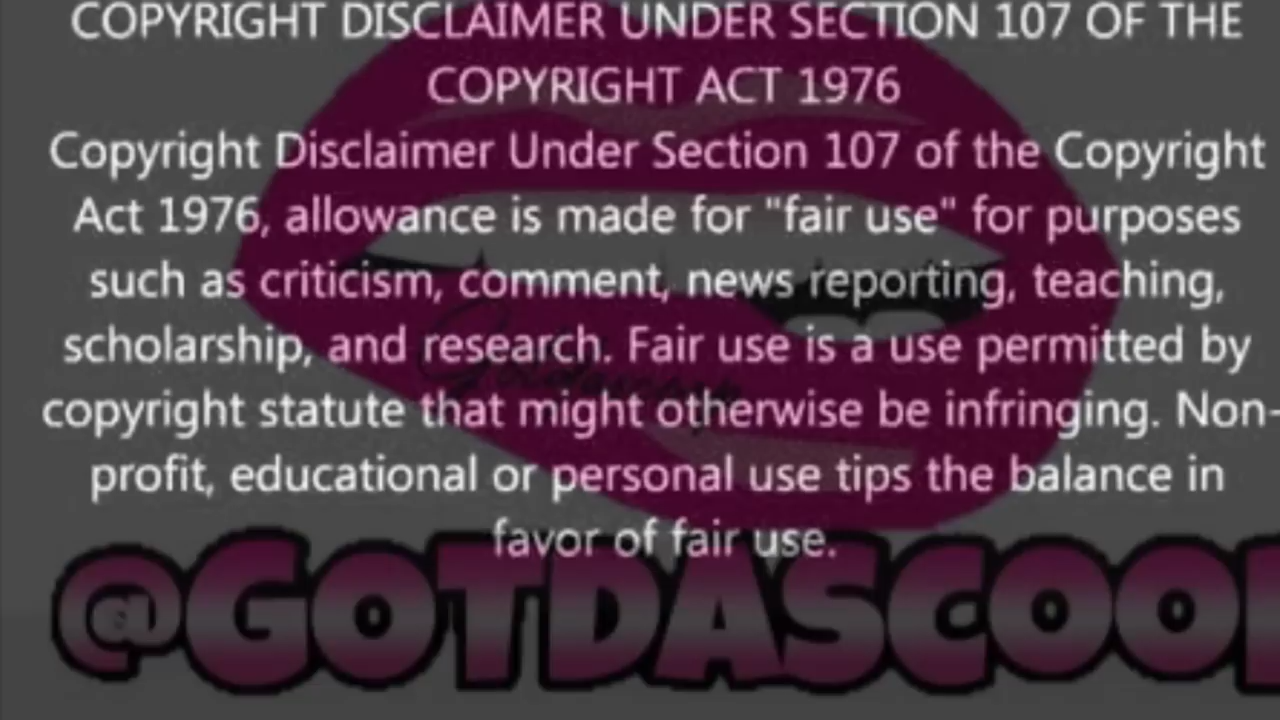 COPYRIGHT DISCLAIMER UNDER SECTION 107 OF THE
COPYRIGHT ACT 1976
Copyright Disclaimer Under Section 107 of the Copyright
Act 1976, allowance is made for "fair use" for purposes
such as criticism, comment, news reporting, teaching,
scholarship, and research. Fair use is a use permitted by
copyright statute that might otherwise be infringing. Non-
profit, educational or personal use tips the balance in
favor of fair use.
@GOTDASCOOP